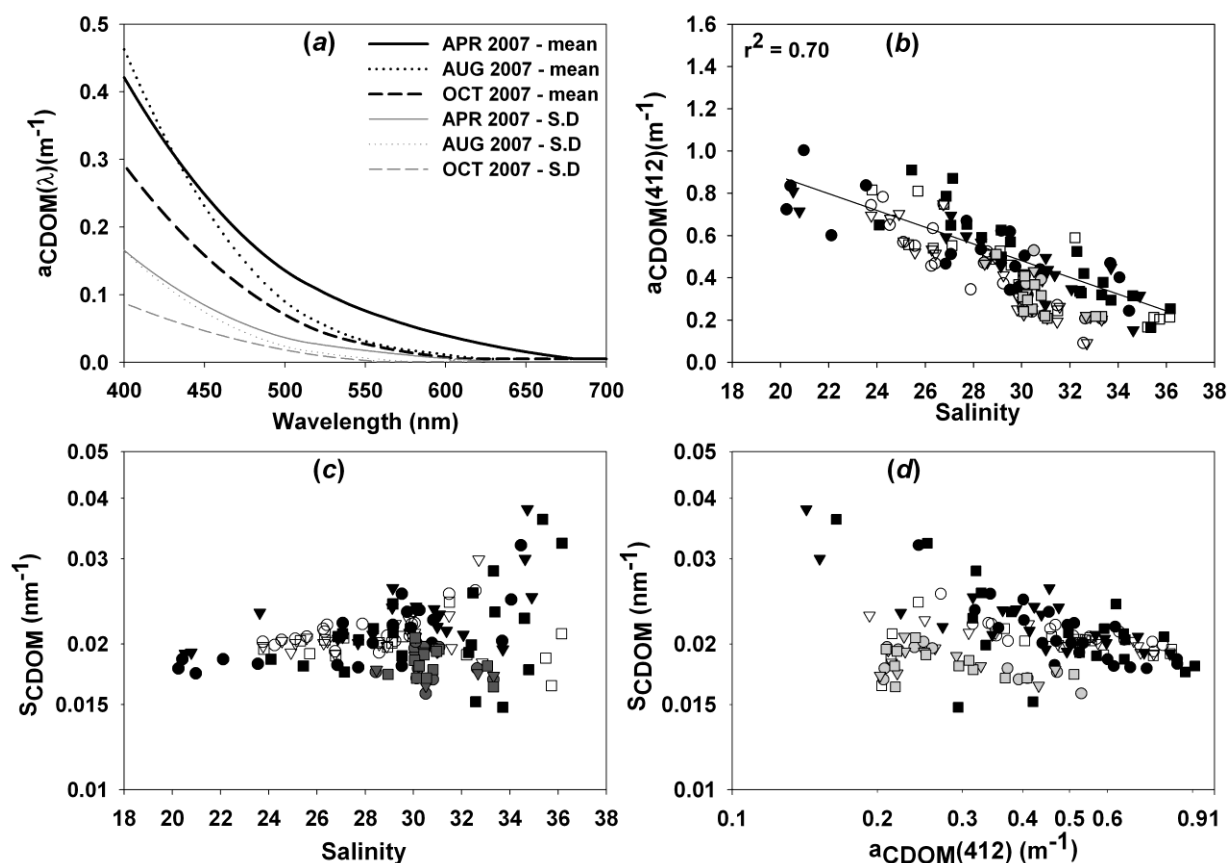 (a)
aCDOM(λ)(m-1)
0.5
0.4
0.3
0.2
0.1
0.0
APR 2007 - mean
AUG 2007 - mean
OCT 2007 - mean
APR 2007 - S.D
AUG 2007 - S.D
OCT 2007 - S.D
400 450 500 550 600 650 700
Wavelength (nm)
(b)
r2 = 0.70
aCDOM(412)(m-1)
1.6
1.4
1.2
1.0
0.8
0.6
0.4
0.2
0.0
18 20 22 24 26 28 30 32 34 36 38
Salinity
(c)
SCDOM (nm-1)
0.05
0.04
0.03
0.02
0.015
0.01
18 20 22 24 26 28 30 32 34 36 38
Salinity
(d)
SCDOM (nm-1)
0.05
0.04
0.03
0.02
0.015
0.01
0.1 0.2 0.3 0.4 0.5 0.6 0.91
aCDOM(412) (m-1)